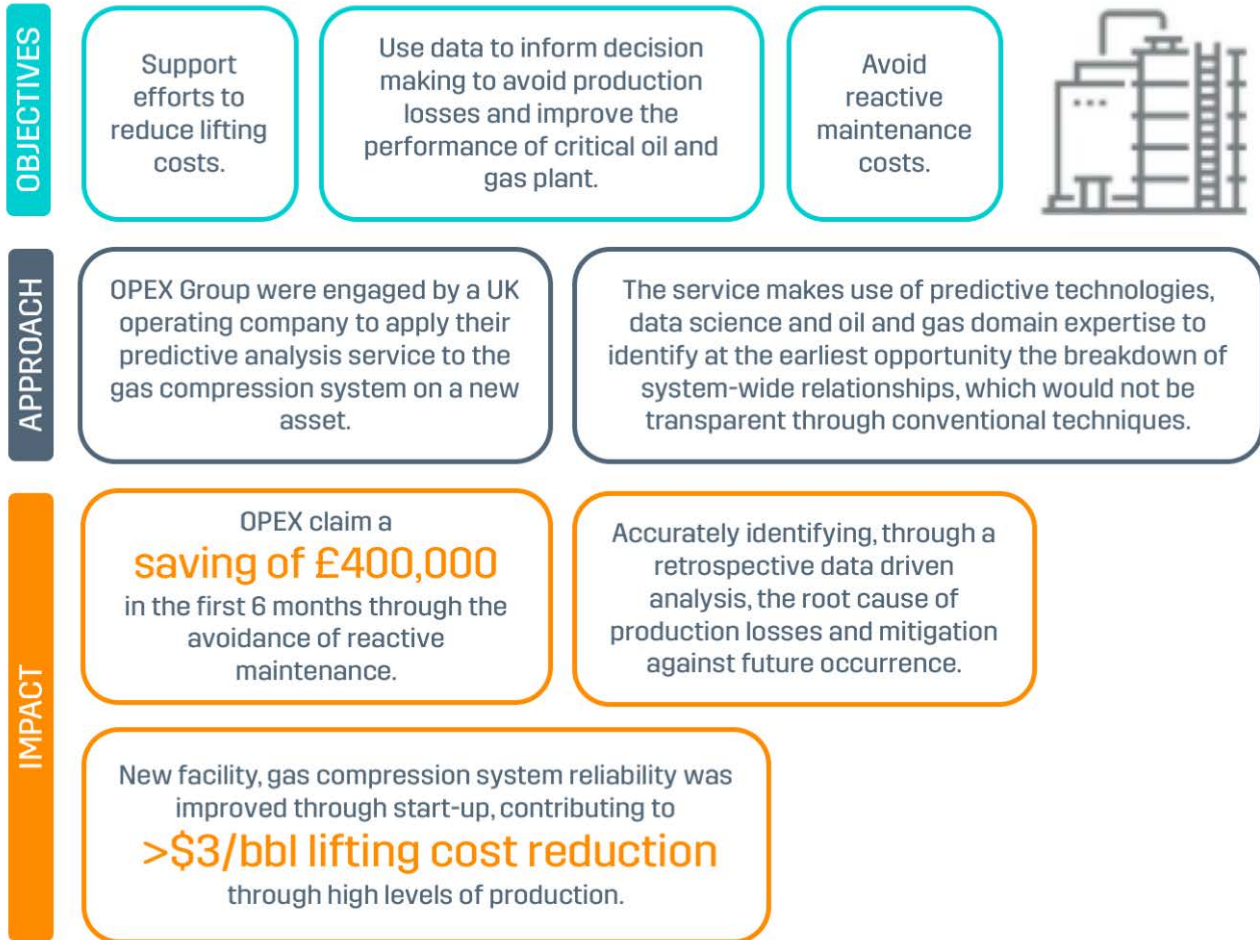 OBJECTIVES
Support
efforts to
reduce lifting
costs.
Use data to inform decision
making to avoid production
losses and improve the
performance of critical oil and
gas plant.
Avoid
reactive
maintenance
costs.
APPROACH
OPEX Group were engaged by a UK
operating company to apply their
predictive analysis service to the
gas compression system on a new
asset.
The service makes use of predictive technologies,
data science and oil and gas domain expertise to
identify at the earliest opportunity the breakdown of
system-wide relationships, which would not be
transparent through conventional techniques.
IMPACT
OPEX claim a
saving of £400,000
in the first 6 months through the
avoidance of reactive
maintenance.
Accurately identifying, through a
retrospective data driven
analysis, the root cause of
production losses and mitigation
against future occurrence.
New facility, gas compression system reliability was
improved through start-up, contributing to
>$3/bbl lifting cost reduction
through high levels of production.